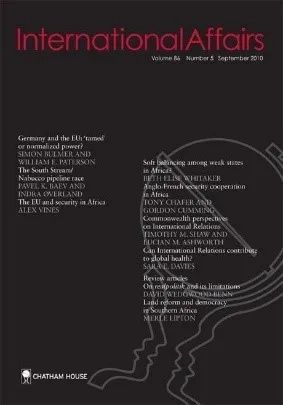 InternationalAffairs
Volume 86 Number 5 September 2010
Germany and the EU: ‘tamed’
or normalized power?
SIMON BULMER AND
WILLIAM E. PATERSON
The South Stream/
Nabucco pipeline race
PAVEL K. BAEV AND
INDRA ØVERLAND
The EU and security in Africa
ALEX VINES
Soft balancing among weak states
in Africa?
BETH ELISE WHITAKER
Anglo-French security cooperation
in Africa
TONY CHAFER AND
GORDON CUMMING
Commonwealth perspectives
on International Relations
TIMOTHY M. SHAW AND
LUCIAN M. ASHWORTH
Can International Relations contribute
to global health?
SARA E. DAVIES
Review articles
On realpolitik and its limitations
DAVID WEDGWOOD BENN
Land reform and democracy
in Southern Africa
MERLE LIPTON
CHATHAM HOUSE